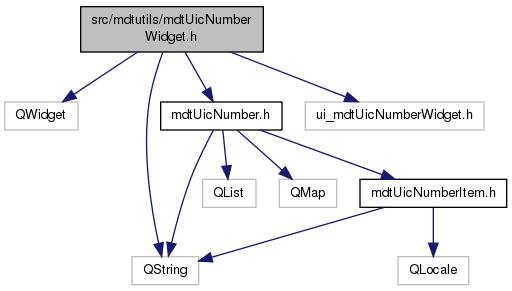 src/mdtutils/mdtUicNumber
Widget.h
QWidget
mdtUicNumber.h
ui_mdtUicNumberWidget.h
QList
QMap
mdtUicNumberItem.h
QString
QLocale